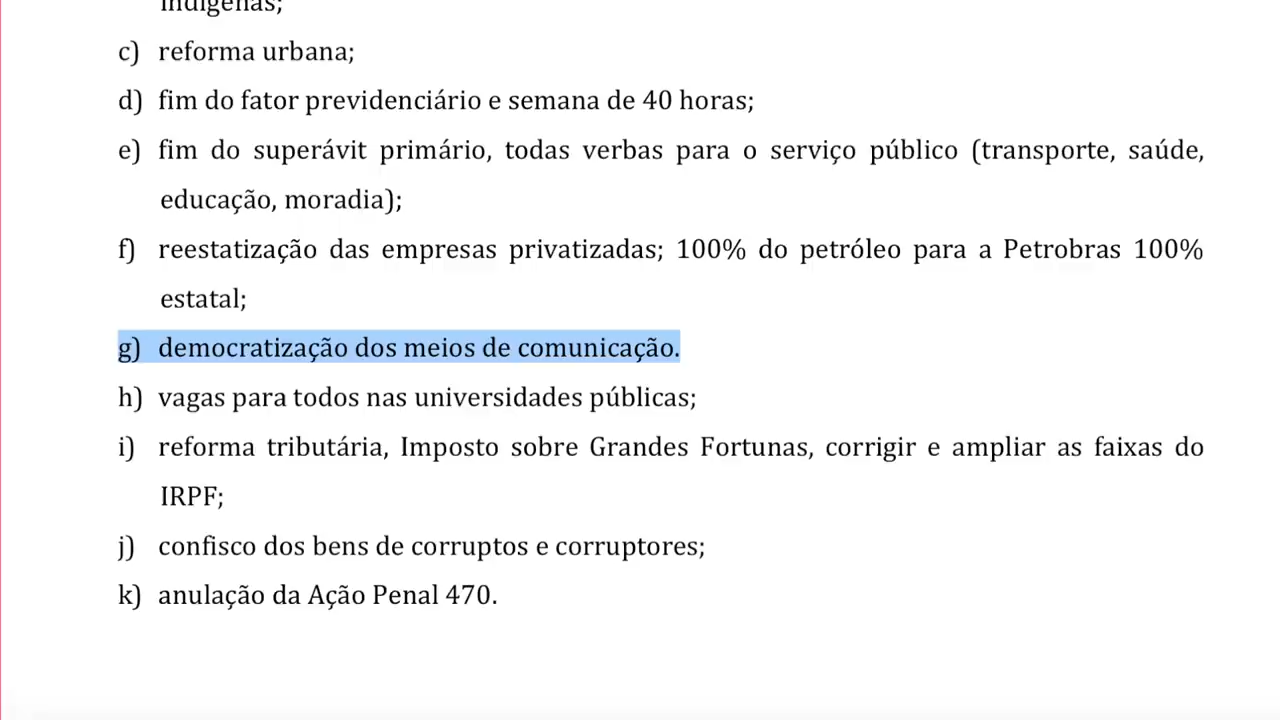 indígenas;
c) reforma urbana;
d) fim do fator previdenciário e semana de 40 horas;
e) fim do superávit primário, todas verbas para o serviço público (transporte, saúde,
educação, moradia);
f) reestatização das empresas privatizadas; 100% do petróleo para a Petrobras 100%
estatal;
g) democratização dos meios de comunicação.
h) vagas para todos nas universidades públicas;
i) reforma tributária, Imposto sobre Grandes Fortunas, corrigir e ampliar as faixas do
IRPF;
j) confisco dos bens de corruptos e corruptores;
k) anulação da Ação Penal 470.